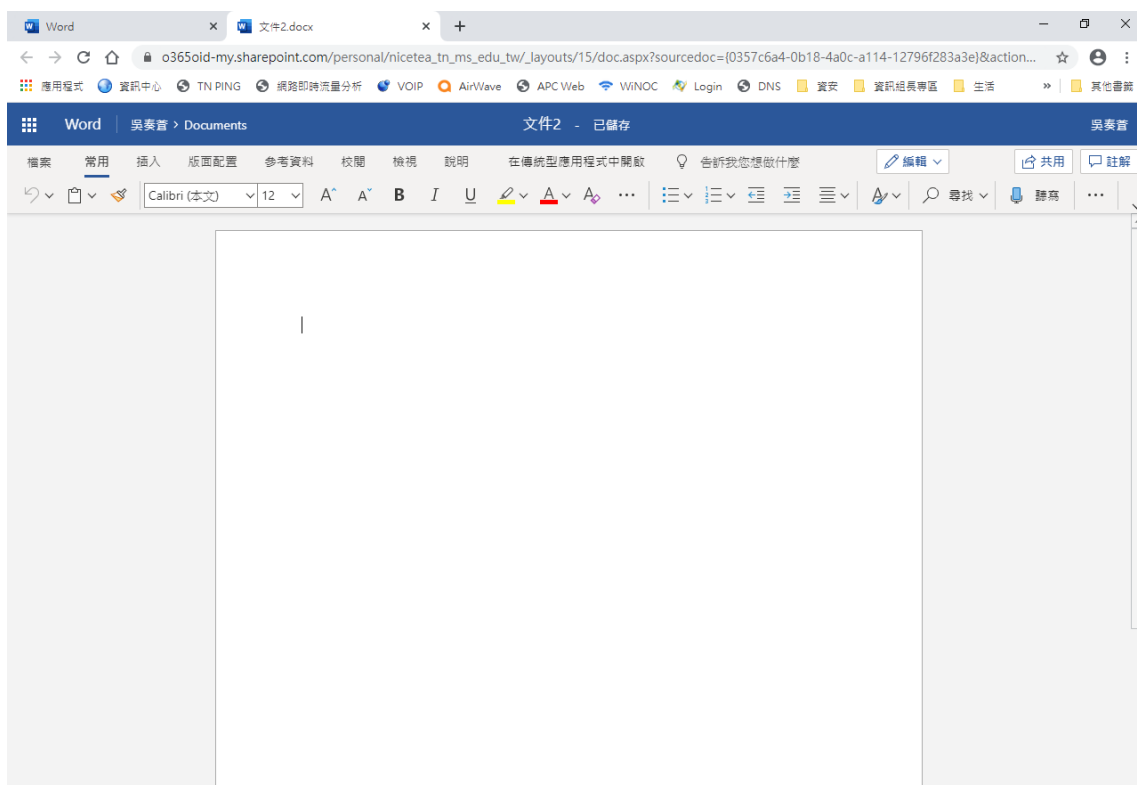 Word 文件2.docx
o365oid-my.sharepoint.com/personal/nicetea_tn_ms_edu_tw/_layouts/15/doc.aspx?sourcedoc={0357c6a4-0b18-4a0c-a114-12796f283a3e}&action...
應用程式 資訊中心 TN PING 網路即時流量分析 VOIP AirWave APC Web WiNOC Login DNS 資安 資訊組長專區 生活 » 其他書籤
Word 吳奏首 > Documents 文件2 - 已儲存 吳奏首
檔案 常用 插入 版面配置 參考資料 校閱 檢視 說明 在傳統型應用程式中開啟 告訴我您想做什麼 編輯 共用 註解
Calibri (本文) 12 A^ Aˇ B I U A A ... 尋找 聽寫 ...